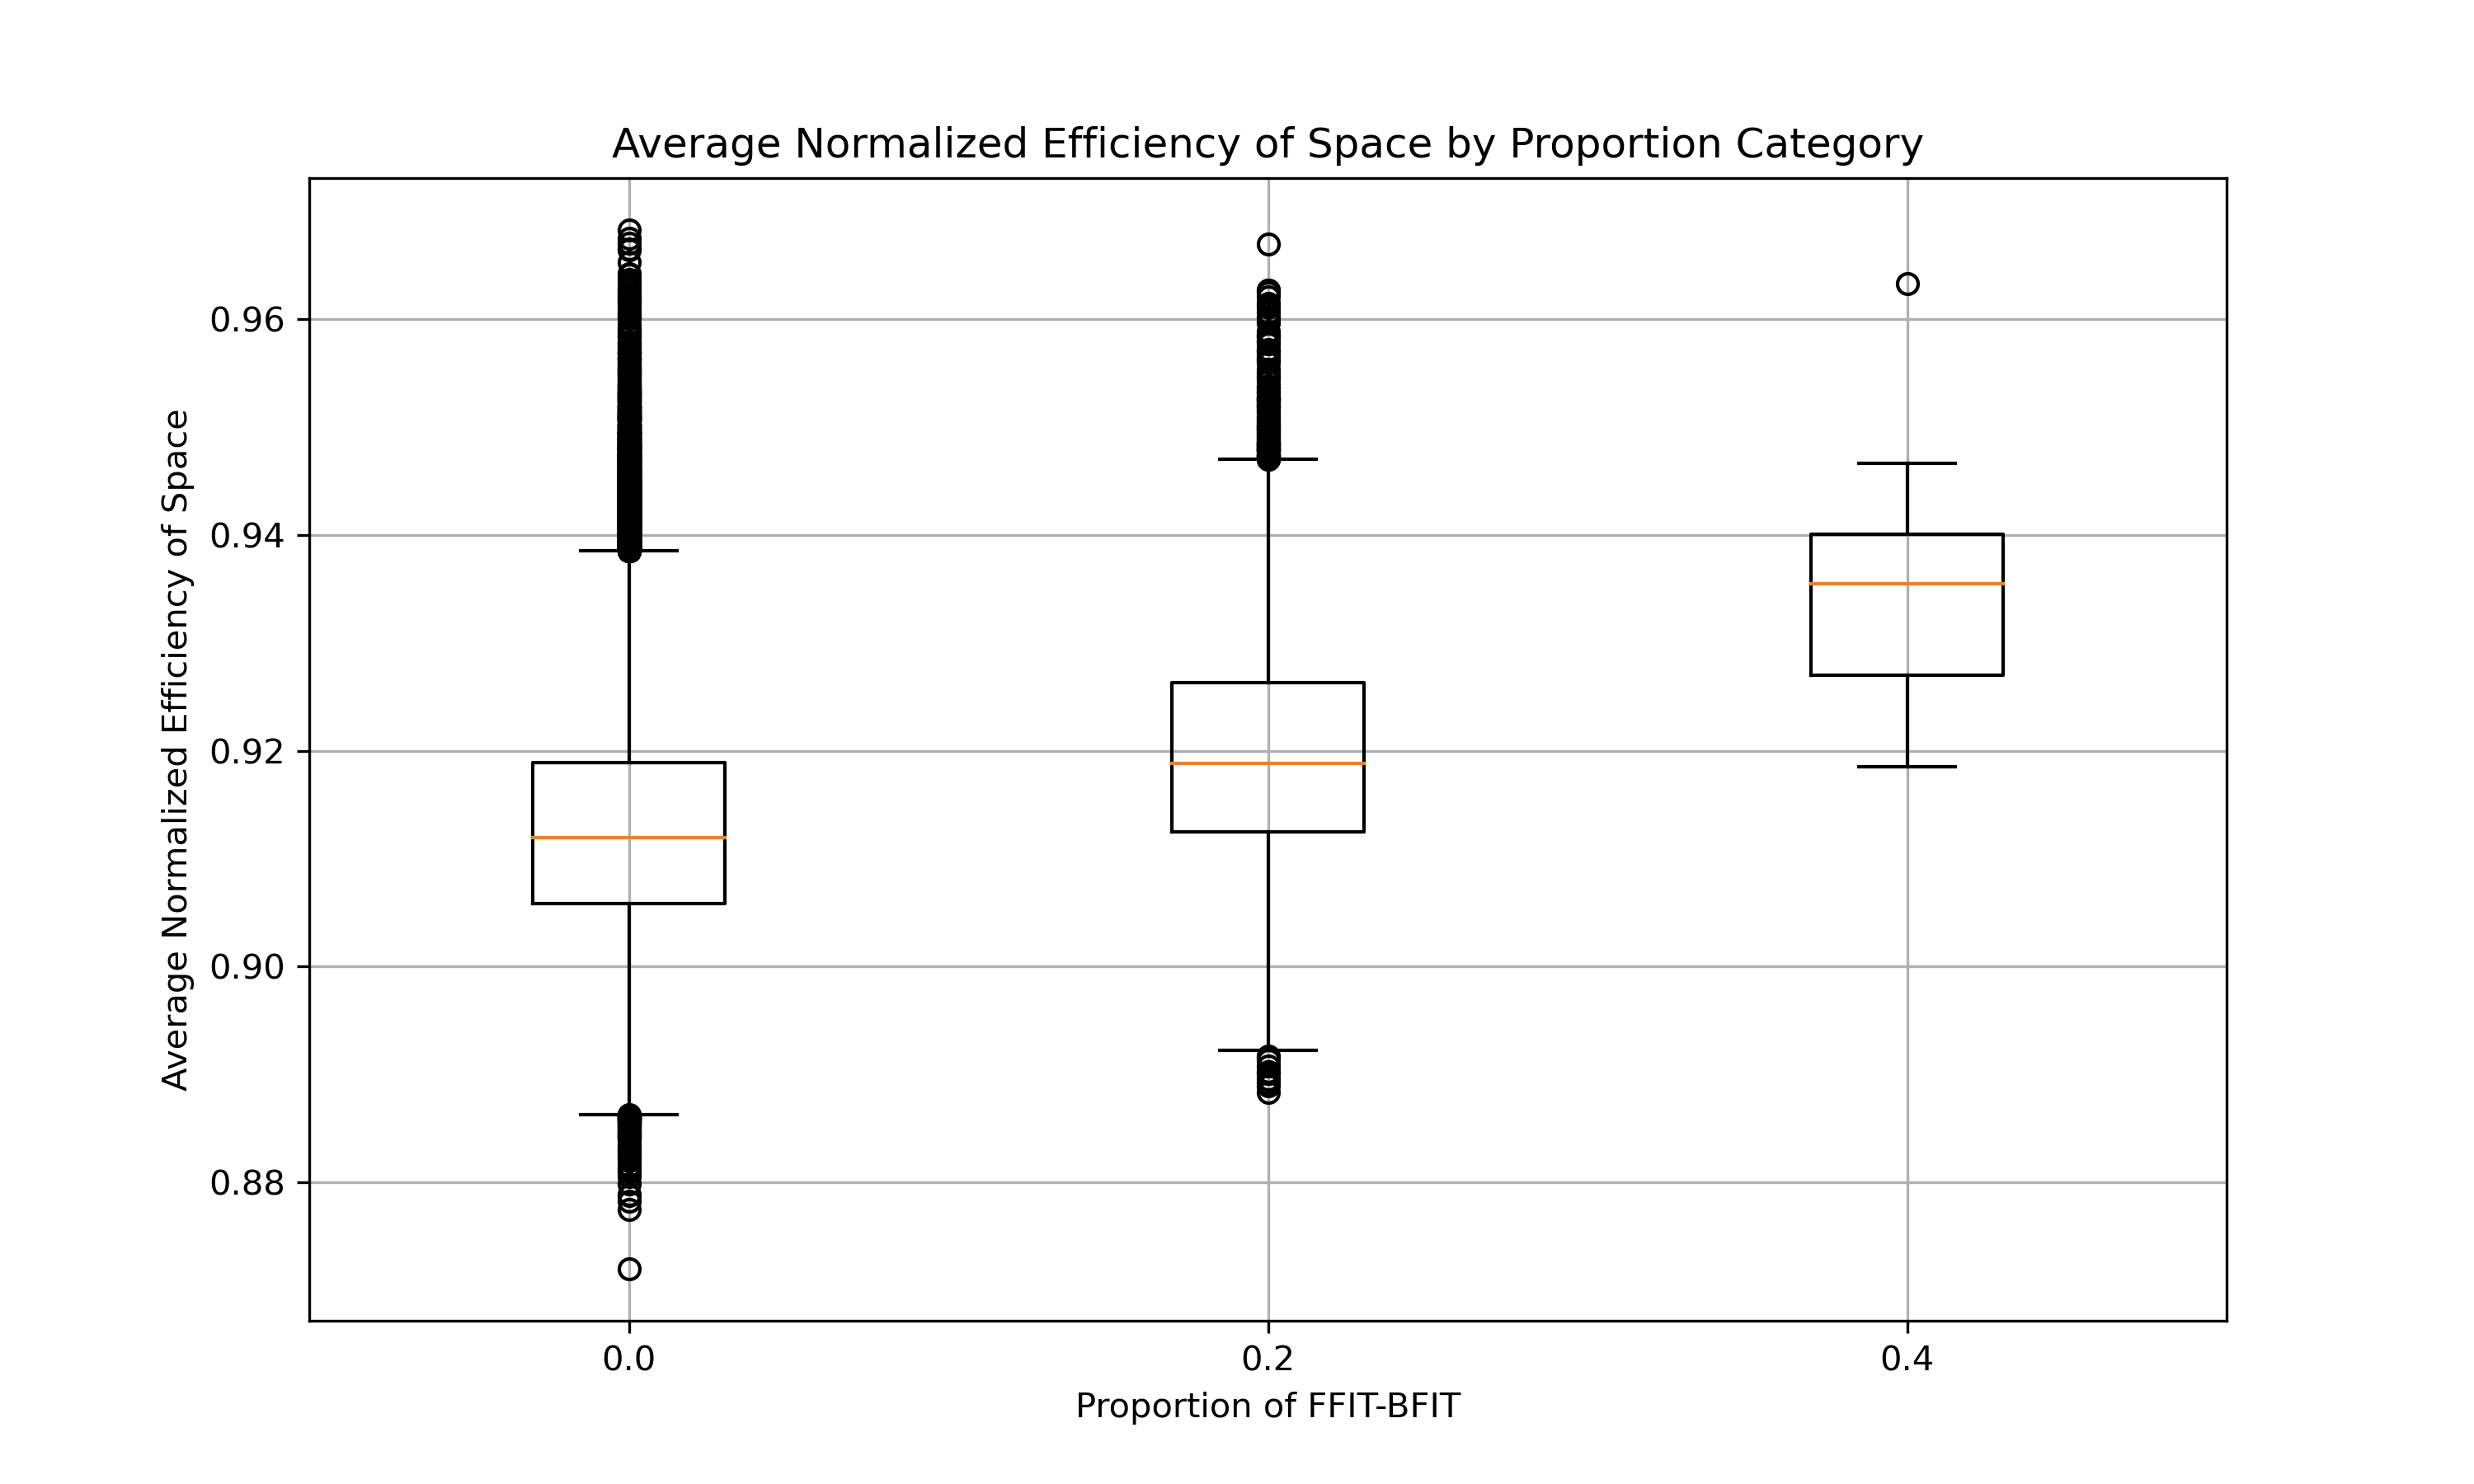 Average Normalized Efficiency of Space by Proportion Category
Average Normalized Efficiency of Space
0.96
0.94
0.92
0.90
0.88
0.0
0.2
0.4
Proportion of FFIT-BFIT